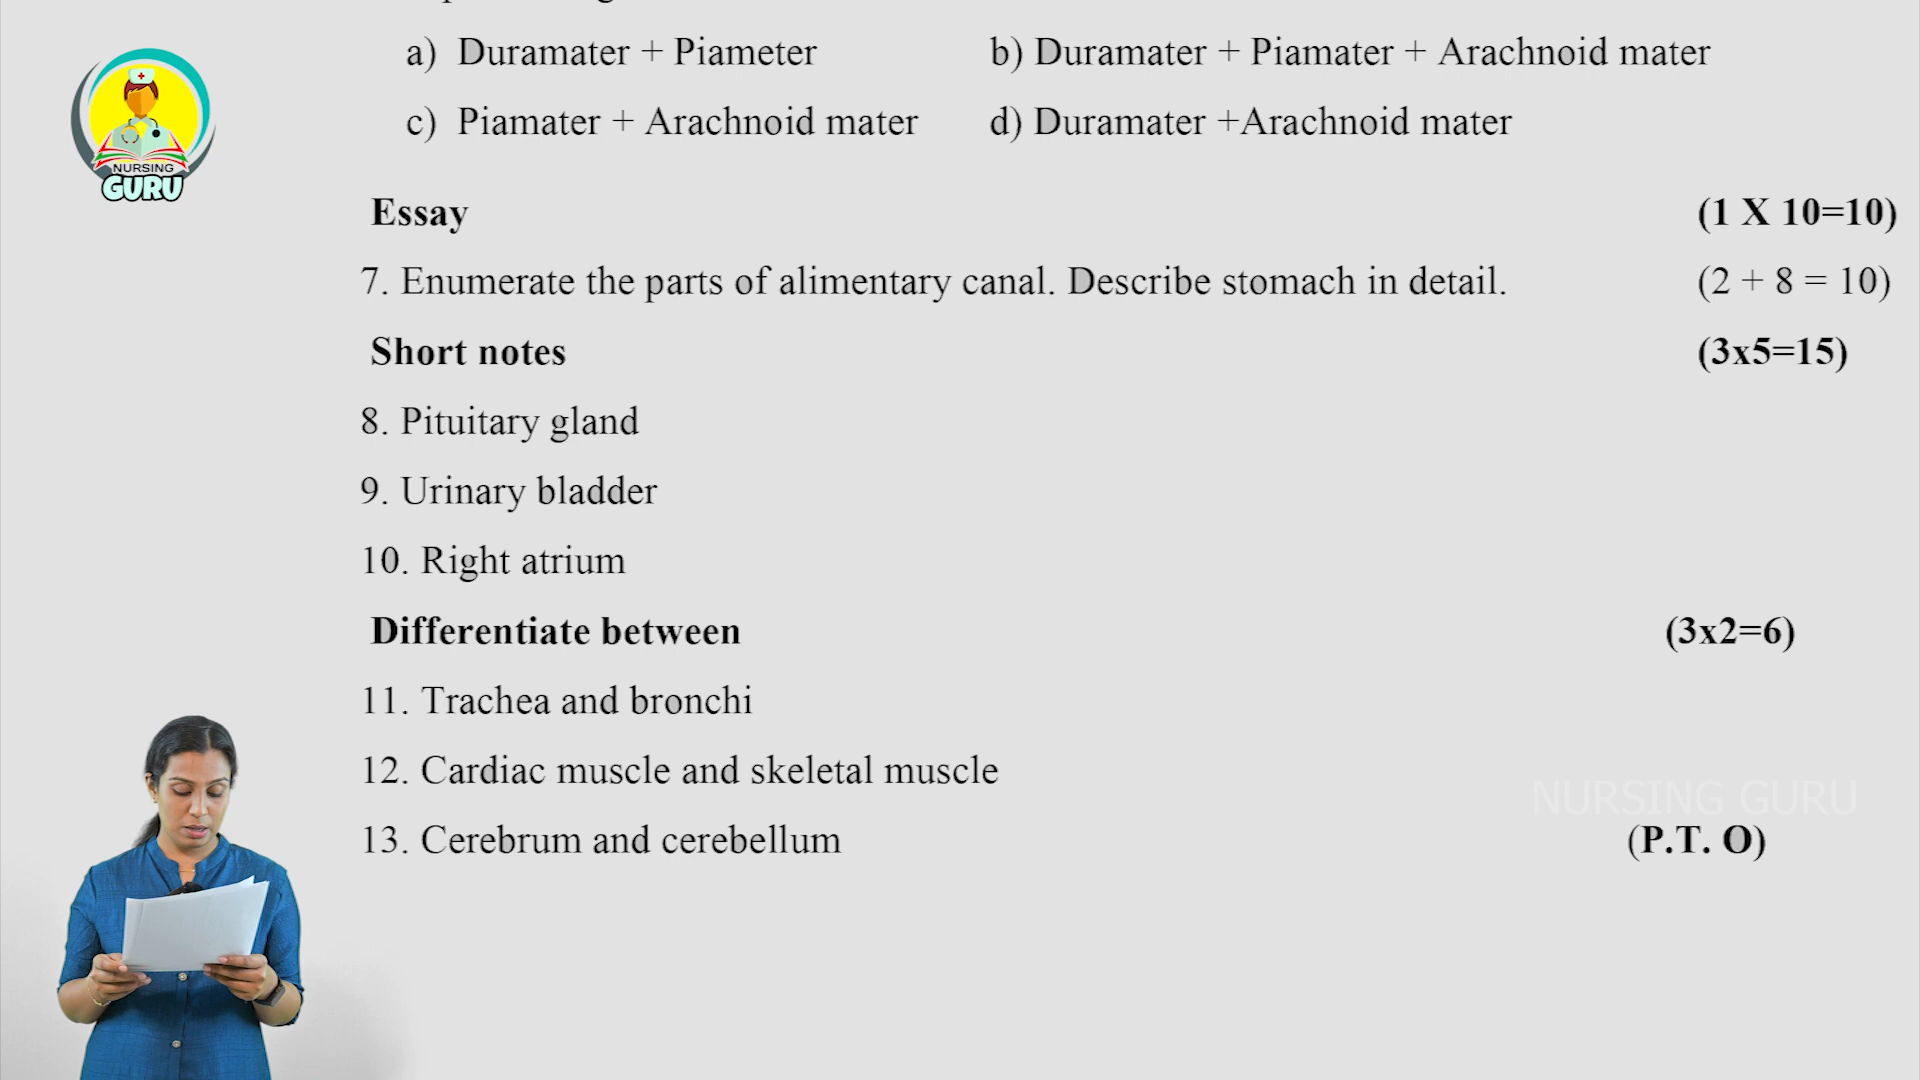 a) Duramater + Piameter b) Duramater + Piamater + Arachnoid mater
c) Piamater + Arachnoid mater d) Duramater +Arachnoid mater
NURSING
GURU
Essay (1 X 10=10)
7. Enumerate the parts of alimentary canal. Describe stomach in detail. (2 + 8 = 10)
Short notes (3x5=15)
8. Pituitary gland
9. Urinary bladder
10. Right atrium
Differentiate between (3x2=6)
11. Trachea and bronchi
12. Cardiac muscle and skeletal muscle
NURSING GURU
13. Cerebrum and cerebellum (P.T. O)